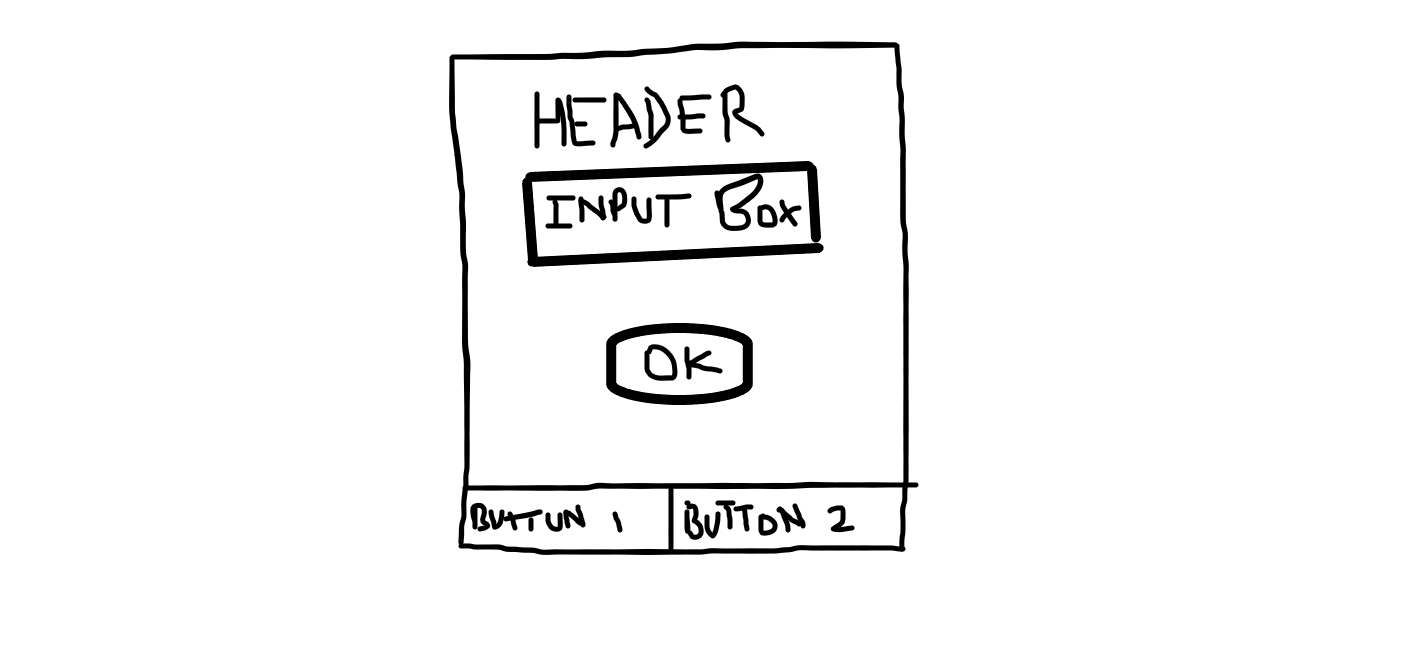 HEADER
INPUT BOX
OK
BUTTUN 1
BUTTON 2